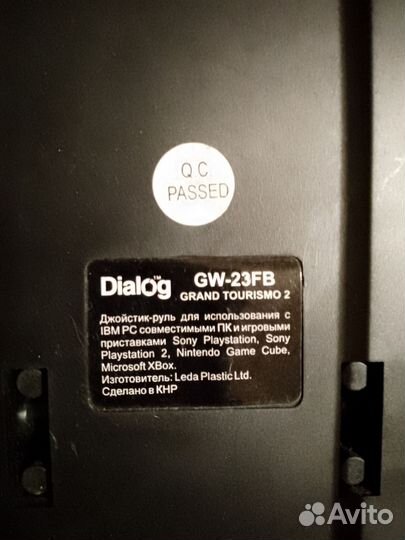 Q.C.
PASSED
Dialog™ GW-23FB
GRAND TOURISMO 2
Джойстик-руль для использования с
IBM PC совместимыми ПК и игровыми
приставками Sony Playstation, Sony
Playstation 2, Nintendo Game Cube,
Microsoft XBox.
Изготовитель: Leda Plastic Ltd.
Сделано в КНР
Avito